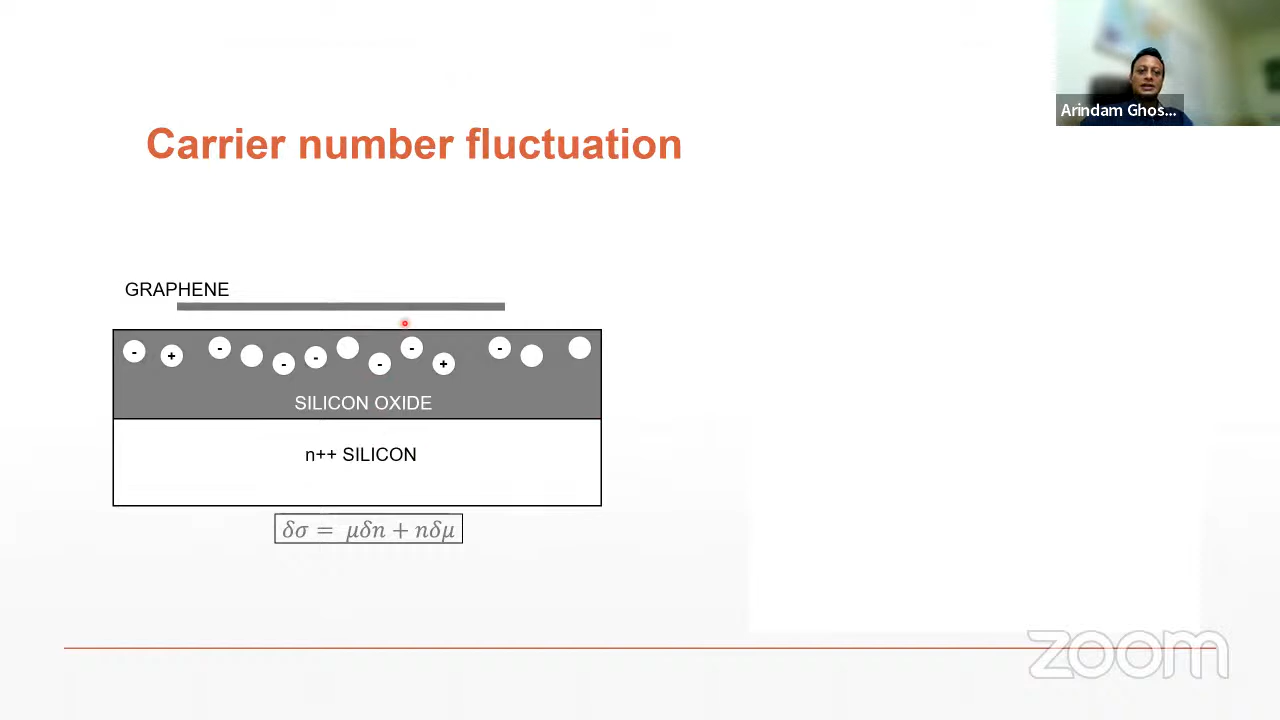 Arindam Ghos...
Carrier number fluctuation
GRAPHENE
- + - - - - - + -
SILICON OXIDE
n++ SILICON
δσ = μδn + nδμ
zoom